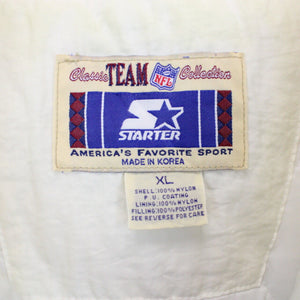 Classic TEAM NFL Collection
STARTER
AMERICA'S FAVORITE SPORT
MADE IN KOREA
XL
SHELL:100% NYLON
P. U. COATING
LINING:100% NYLON
FILLING:100% POLYESTER
SEE REVERSE FOR CARE